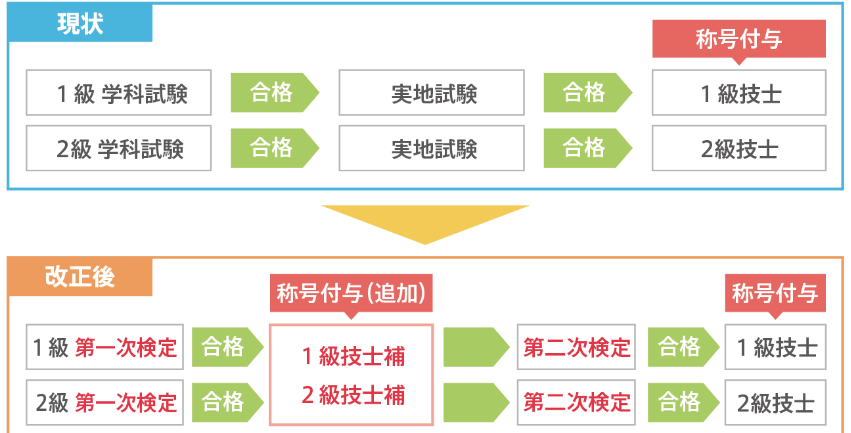 現状
称号付与
1級 学科試験 合格 実地試験 合格 1級技士
2級 学科試験 合格 実地試験 合格 2級技士
改正後
称号付与(追加) 称号付与
1級 第一次検定 合格 1級技士補 第二次検定 合格 1級技士
2級 第一次検定 合格 2級技士補 第二次検定 合格 2級技士